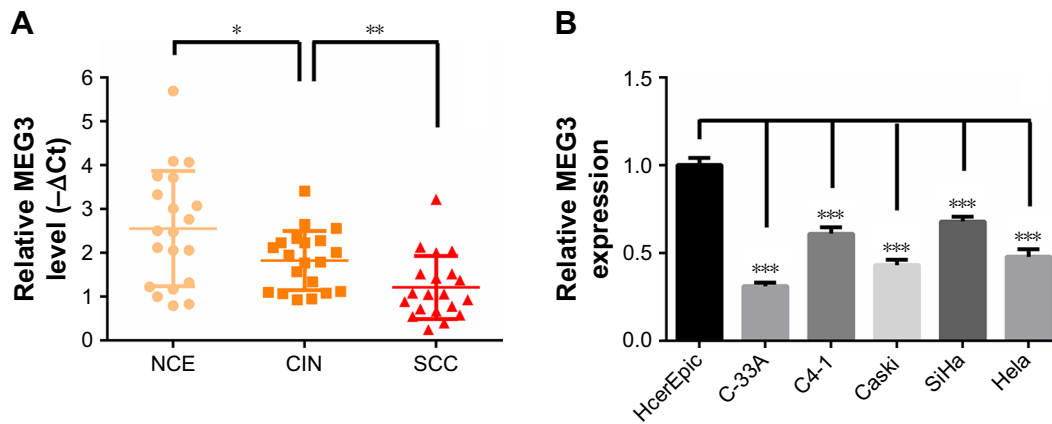 A
*
**
6
5
4
3
2
1
0
Relative MEG3
level (–ΔCt)
NCE
CIN
SCC
B
1.5
1.0
0.5
0.0
Relative MEG3
expression
***
***
***
***
***
HcerEpic
C-33A
C4-1
Caski
SiHa
Hela